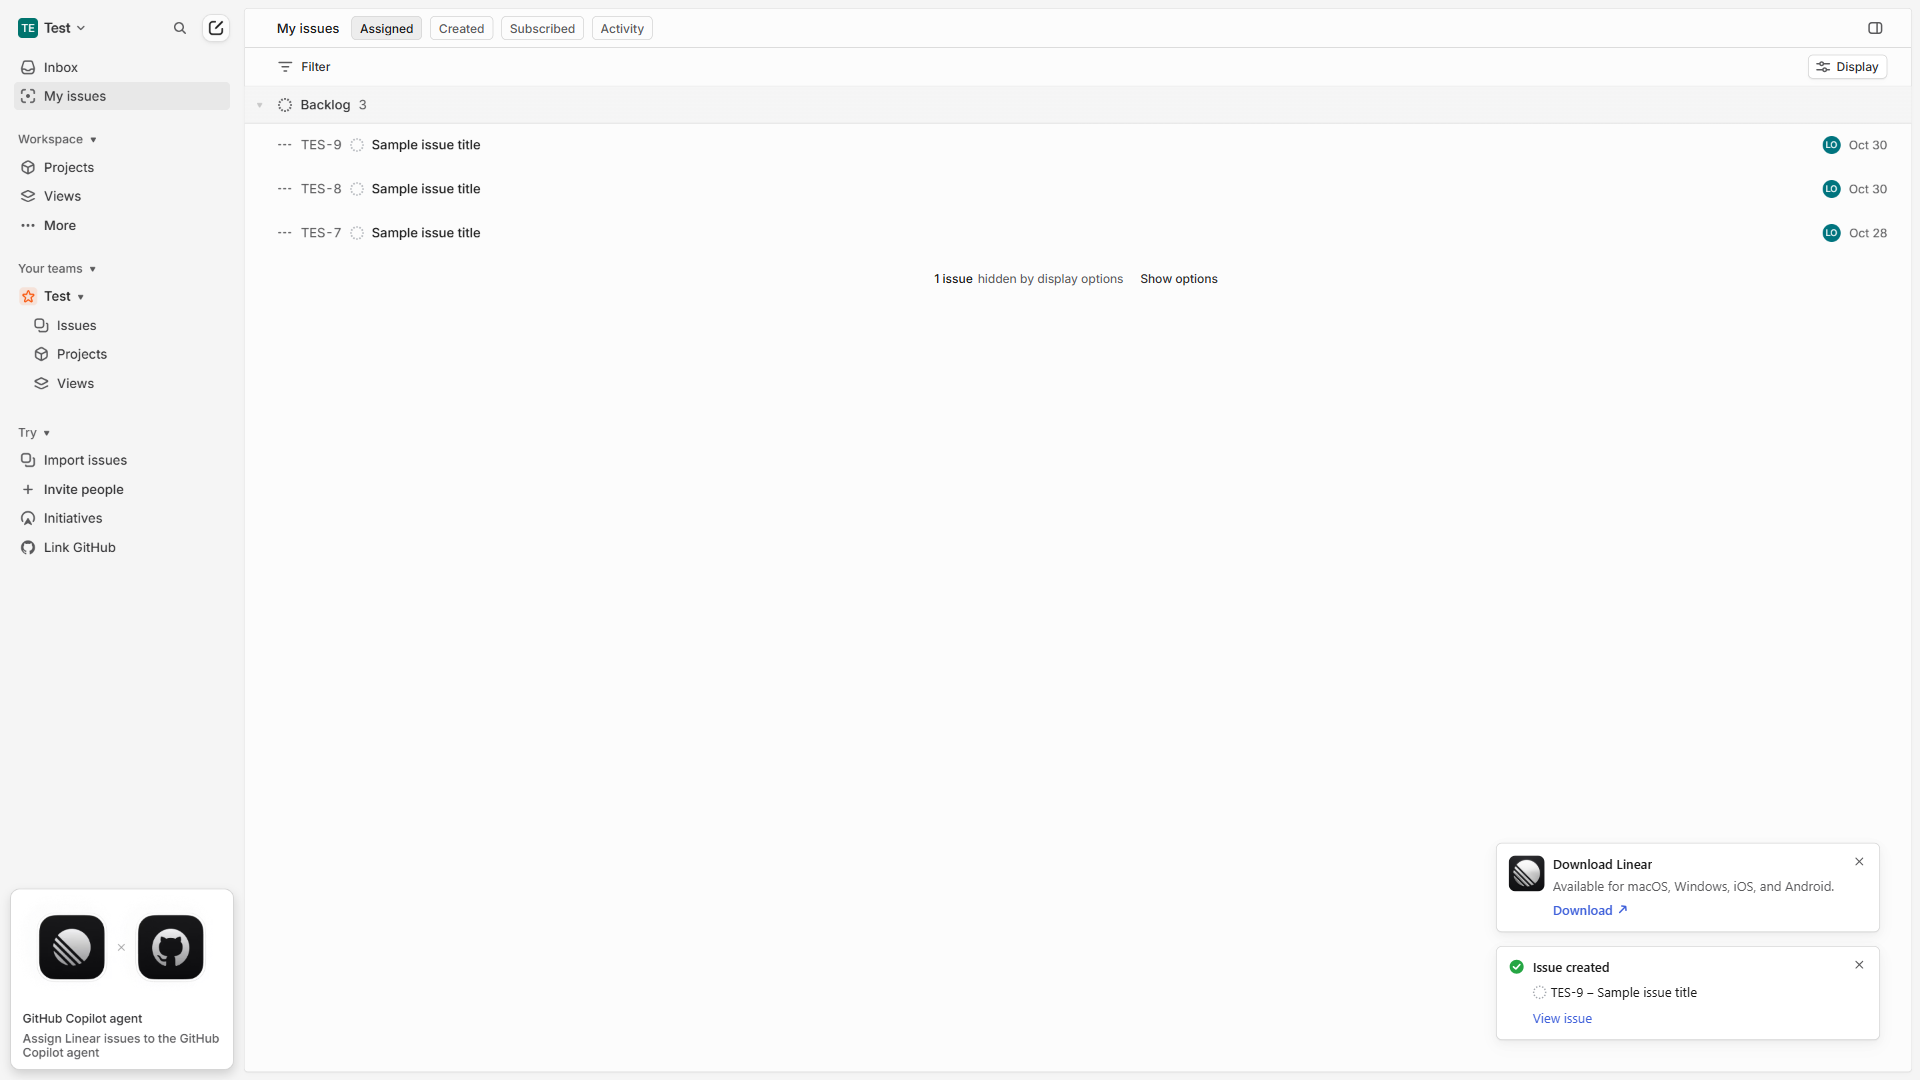 TE Test
Inbox
My issues
Workspace
Projects
Views
More
Your teams
Test
Issues
Projects
Views
Try
Import issues
Invite people
Initiatives
Link GitHub
GitHub Copilot agent
Assign Linear issues to the GitHub
Copilot agent
My issues Assigned Created Subscribed Activity
Filter Display
Backlog 3
TES-9 Sample issue title LO Oct 30
TES-8 Sample issue title LO Oct 30
TES-7 Sample issue title LO Oct 28
1 issue hidden by display options Show options
Download Linear
Available for macOS, Windows, iOS, and Android.
Download
Issue created
TES-9 – Sample issue title
View issue